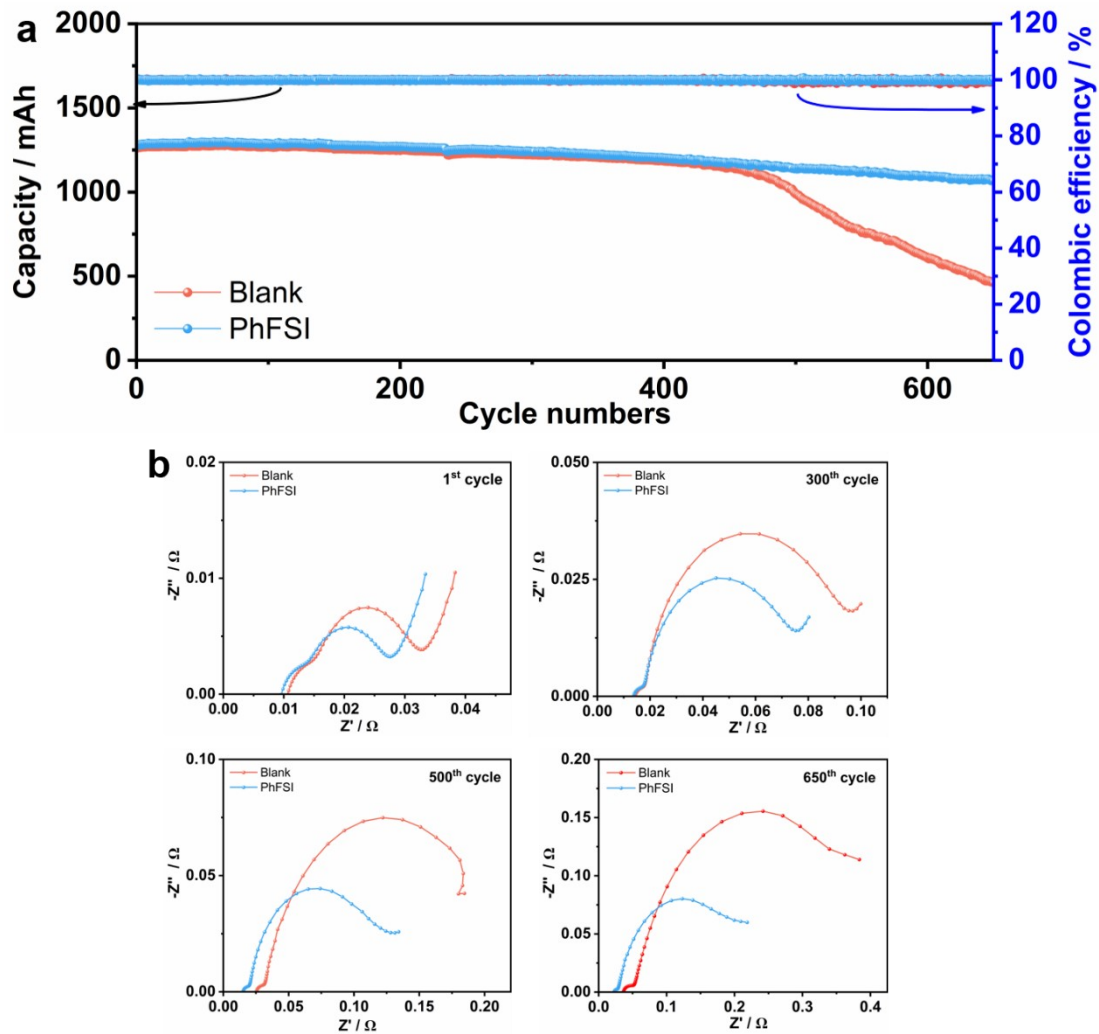 a
Capacity / mAh
2000
1500
1000
500
0
Blank
PhFSI
0
200
400
600
Cycle numbers
120
100
80
60
40
20
0
Colombic efficiency / %
b
Blank
PhFSI
1st cycle
-Z'' / Ω
0.02
0.01
0.00
0.00
0.01
0.02
0.03
0.04
Z' / Ω
Blank
PhFSI
300th cycle
-Z'' / Ω
0.050
0.025
0.000
0.00
0.02
0.04
0.06
0.08
0.10
Z' / Ω
Blank
PhFSI
500th cycle
-Z'' / Ω
0.10
0.05
0.00
0.00
0.05
0.10
0.15
0.20
Z' / Ω
Blank
PhFSI
650th cycle
-Z'' / Ω
0.20
0.15
0.10
0.05
0.00
0.0
0.1
0.2
0.3
0.4
Z' / Ω